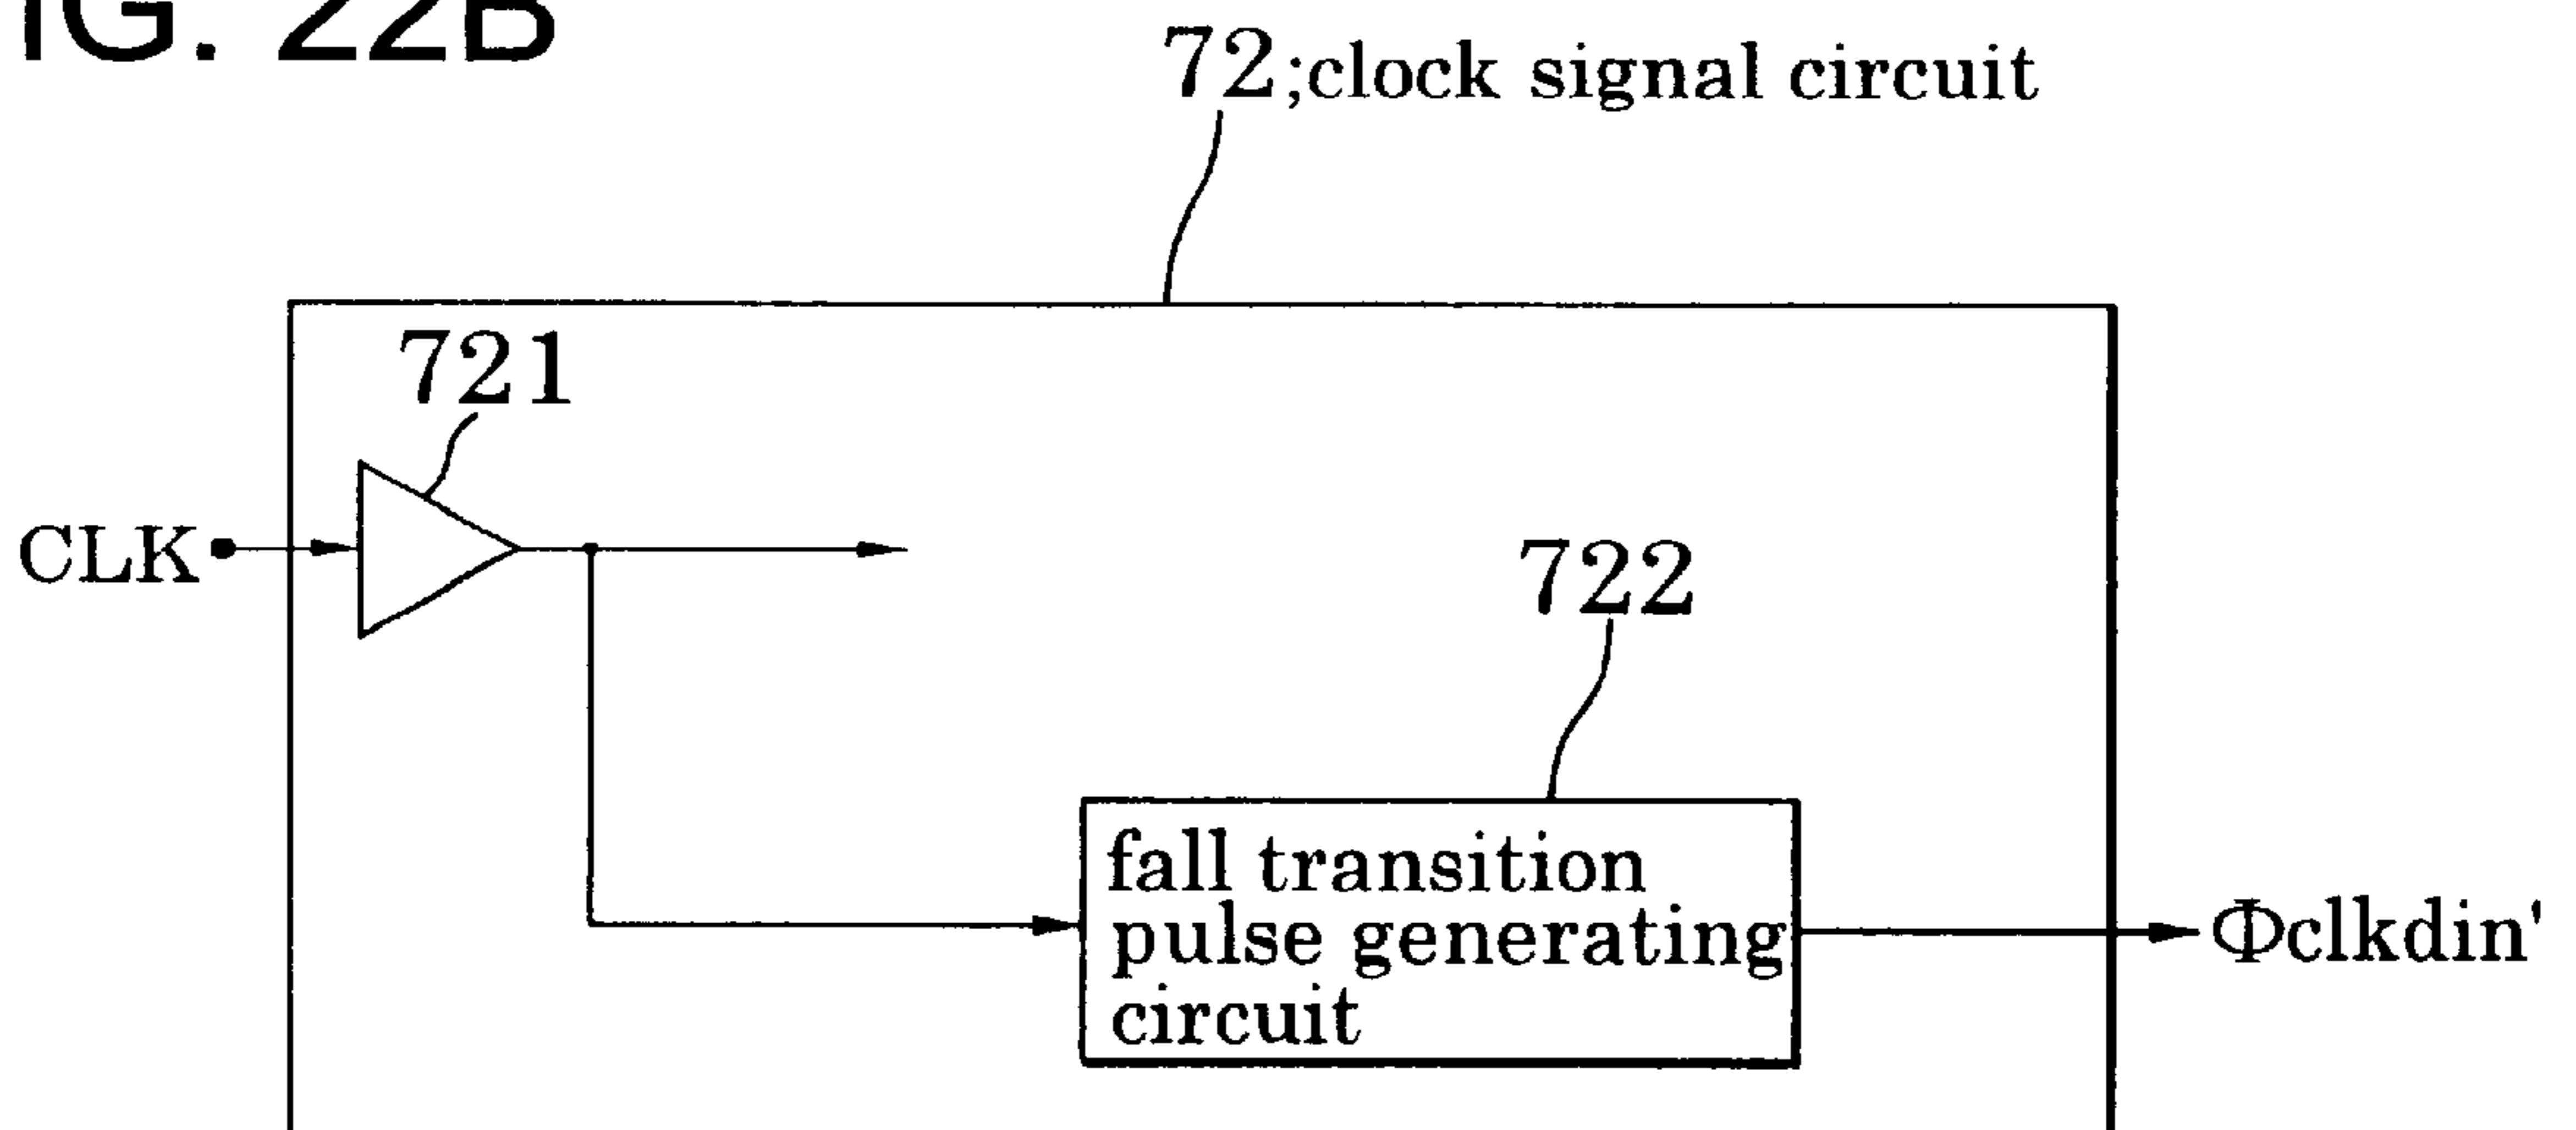 IG. 22B
72;clock signal circuit
721
CLK
722
fall transition
pulse generating
circuit
Φclkdin'